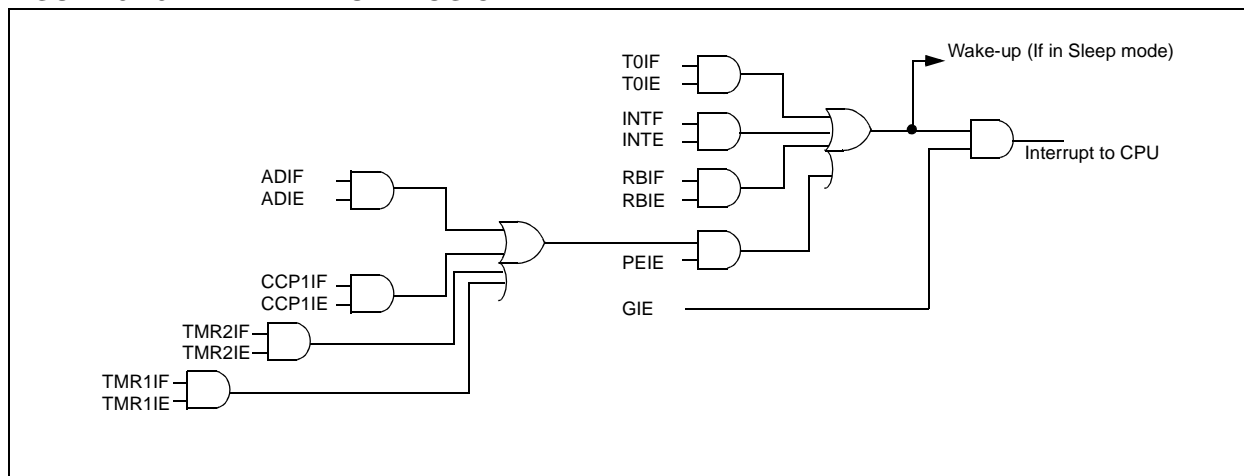 Wake-up (If in Sleep mode)
T0IF
T0IE
INTF
INTE
Interrupt to CPU
RBIF
RBIE
ADIF
ADIE
PEIE
CCP1IF
CCP1IE
GIE
TMR2IF
TMR2IE
TMR1IF
TMR1IE